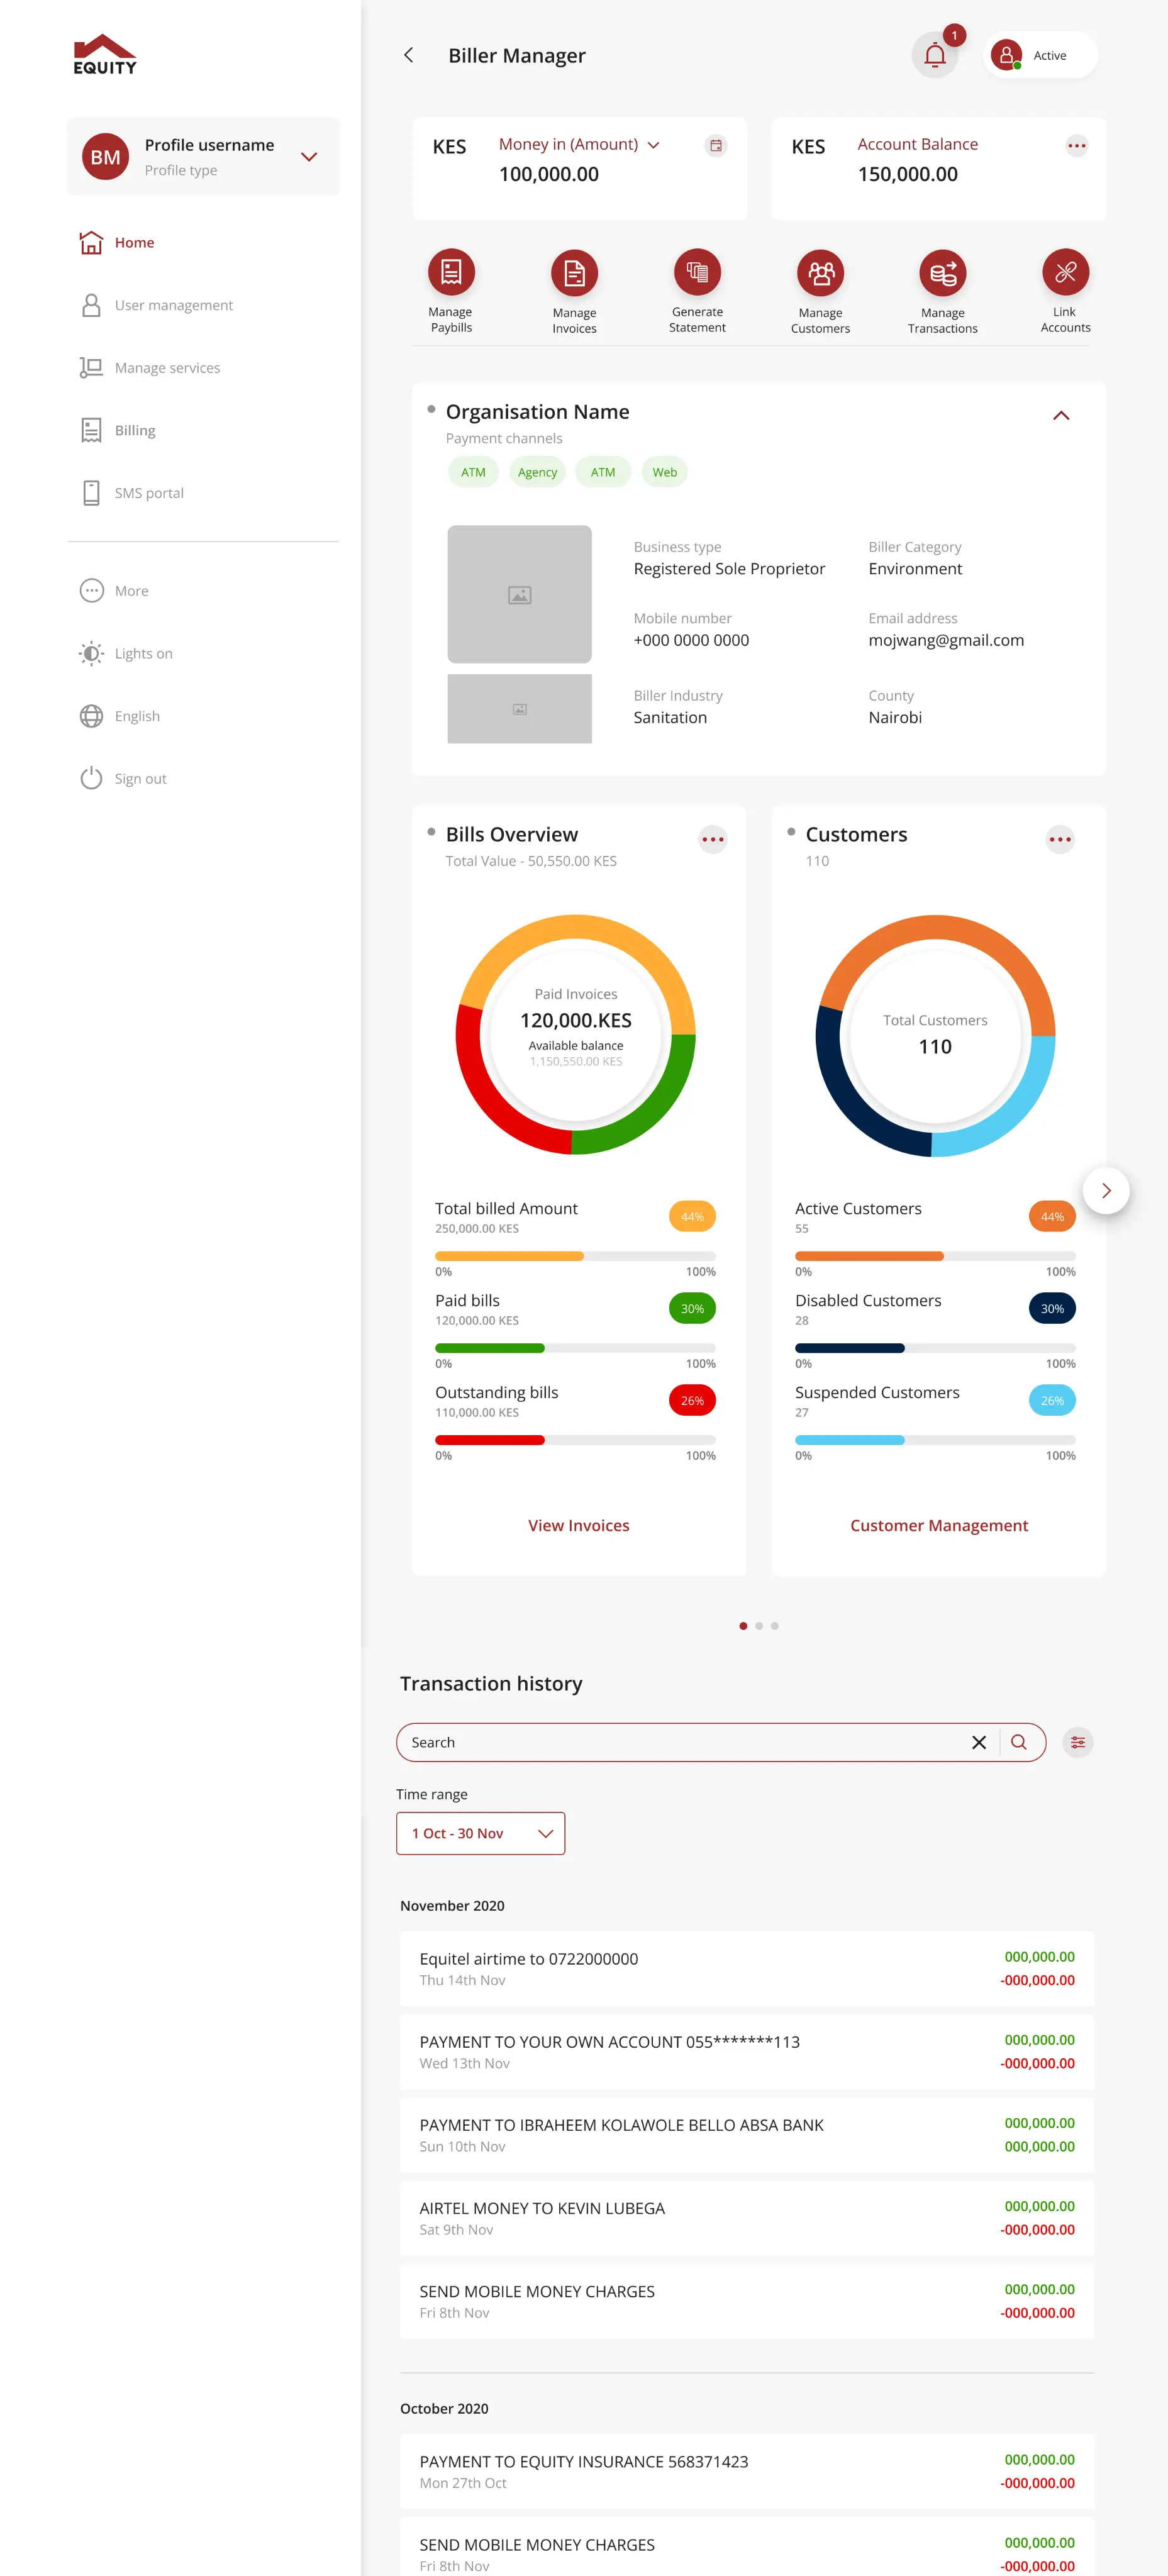 EQUITY
BM
Profile username
Profile type
Home
User management
Manage services
Billing
SMS portal
More
Lights on
English
Sign out
Biller Manager
1
Active
KES
Money in (Amount)
100,000.00
KES
Account Balance
150,000.00
Manage
Paybills
Manage
Invoices
Generate
Statement
Manage
Customers
Manage
Transactions
Link
Accounts
Organisation Name
Payment channels
ATM
Agency
ATM
Web
Business type
Registered Sole Proprietor
Biller Category
Environment
Mobile number
+000 0000 0000
Email address
mojwang@gmail.com
Biller Industry
Sanitation
County
Nairobi
Bills Overview
Total Value - 50,550.00 KES
Paid Invoices
120,000.KES
Available balance
1,150,550.00 KES
Total billed Amount
250,000.00 KES
44%
0%
100%
Paid bills
120,000.00 KES
30%
0%
100%
Outstanding bills
110,000.00 KES
26%
0%
100%
View Invoices
Customers
110
Total Customers
110
Active Customers
55
44%
0%
100%
Disabled Customers
28
30%
0%
100%
Suspended Customers
27
26%
0%
100%
Customer Management
Transaction history
Search
Time range
1 Oct - 30 Nov
November 2020
Equitel airtime to 0722000000
000,000.00
Thu 14th Nov
-000,000.00
PAYMENT TO YOUR OWN ACCOUNT 055*******113
000,000.00
Wed 13th Nov
-000,000.00
PAYMENT TO IBRAHEEM KOLAWOLE BELLO ABSA BANK
000,000.00
Sun 10th Nov
000,000.00
AIRTEL MONEY TO KEVIN LUBEGA
000,000.00
Sat 9th Nov
-000,000.00
SEND MOBILE MONEY CHARGES
000,000.00
Fri 8th Nov
-000,000.00
October 2020
PAYMENT TO EQUITY INSURANCE 568371423
000,000.00
Mon 27th Oct
-000,000.00
SEND MOBILE MONEY CHARGES
000,000.00
Fri 8th Nov
-000,000.00